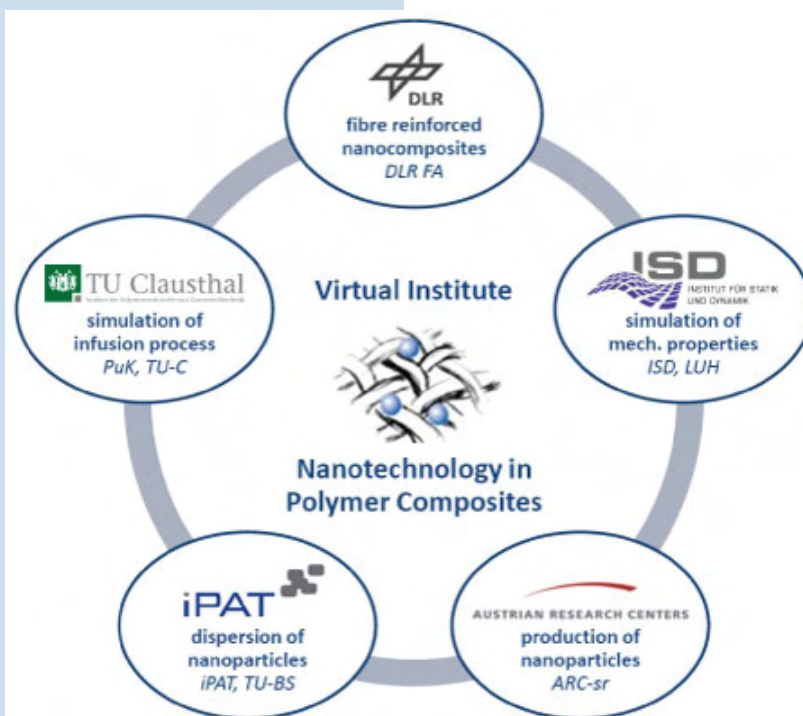 DLR
fibre reinforced
nanocomposites
DLR FA
TU Clausthal
simulation of
infusion process
PuK, TU-C
Virtual Institute
ISD
INSTITUT FÜR STATIK
UND DYNAMIK
simulation of
mech. properties
ISD, LUH
Nanotechnology in
Polymer Composites
iPAT
dispersion of
nanoparticles
iPAT, TU-BS
AUSTRIAN RESEARCH CENTERS
production of
nanoparticles
ARC-sr